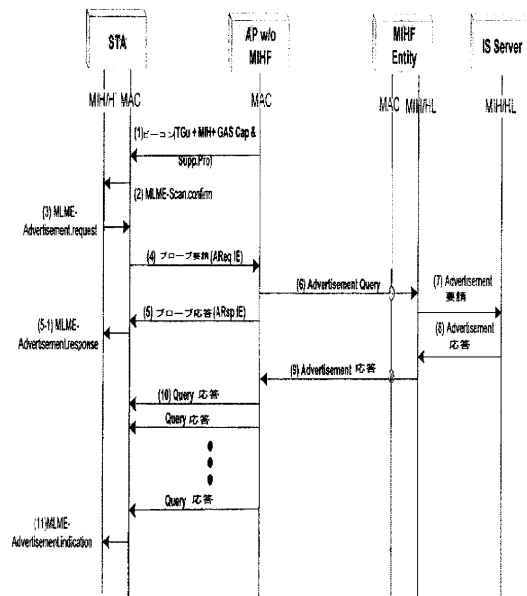 STA
AP w/o
MIHF
MIHF
Entity
IS Server
MIH/H
MAC
MAC
MAC
MIH/HL
MIH/HL
(1)ビーコン(TGu + MIH+ GAS Cap &
Supp.Pro)
(2) MLME-Scan.confirm
(3) MLME-
Advertisement.request
(4) プローブ要請 (AReq IE)
(6) Advertisement Query
(7) Advertisement
要請
(5) プローブ応答 (ARsp IE)
(5-1) MLME-
Advertisement.response
(8) Advertisement
応答
(9) Advertisement 応答
(10) Query 応答
Query 応答
Query 応答
(11)MLME-
Advertisement.indication